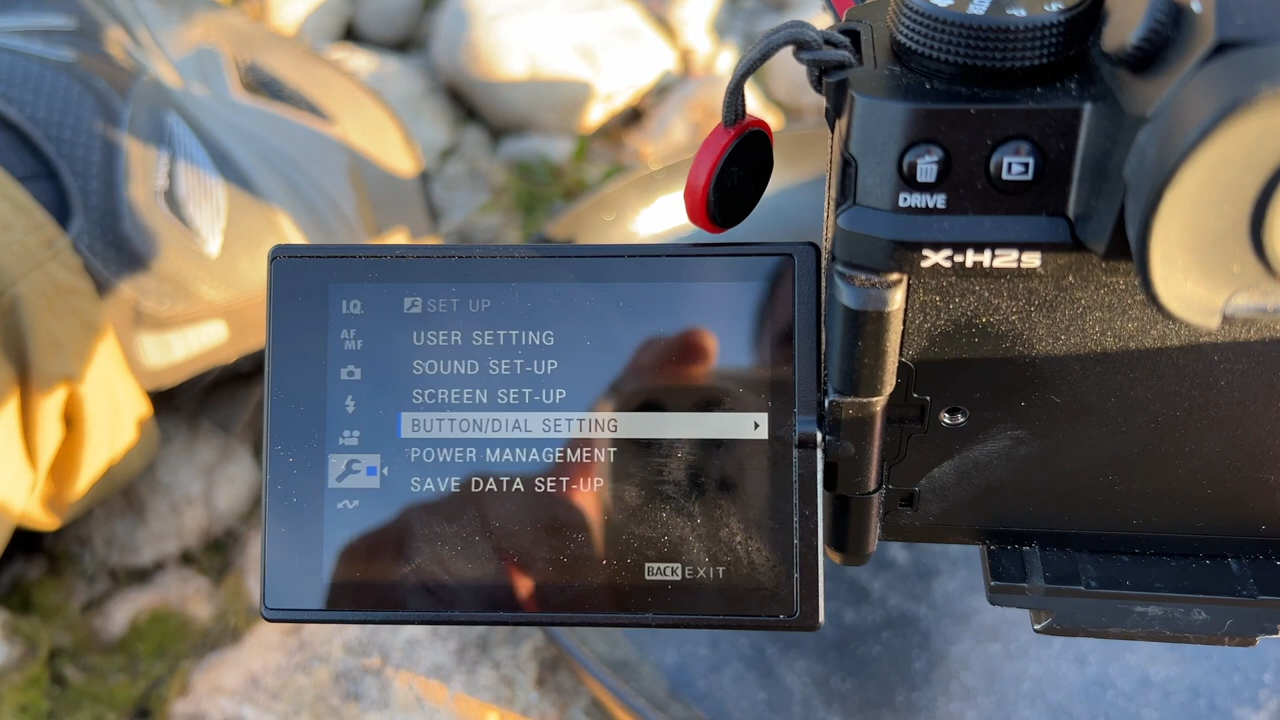 DRIVE
X-H2S
I.Q.
SET UP
AF
MF
USER SETTING
SOUND SET-UP
SCREEN SET-UP
BUTTON/DIAL SETTING
POWER MANAGEMENT
SAVE DATA SET-UP
BACK EXIT